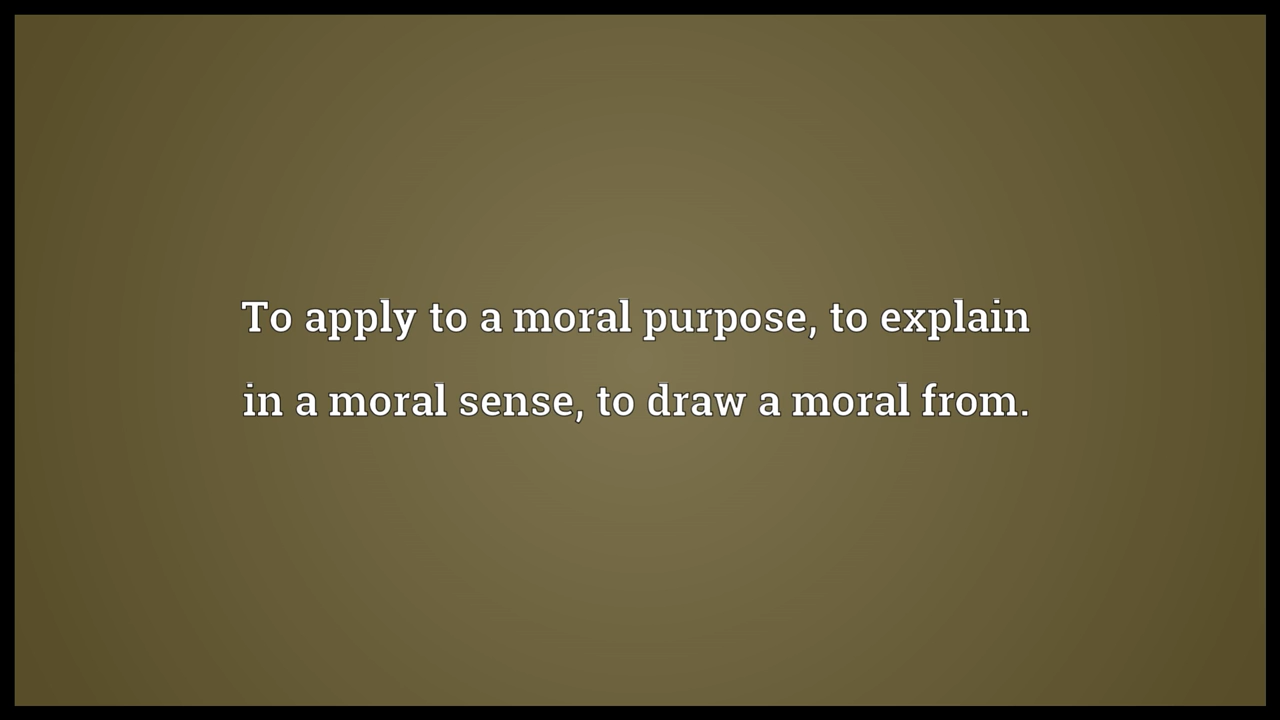 To apply to a moral purpose, to explain
in a moral sense, to draw a moral from.